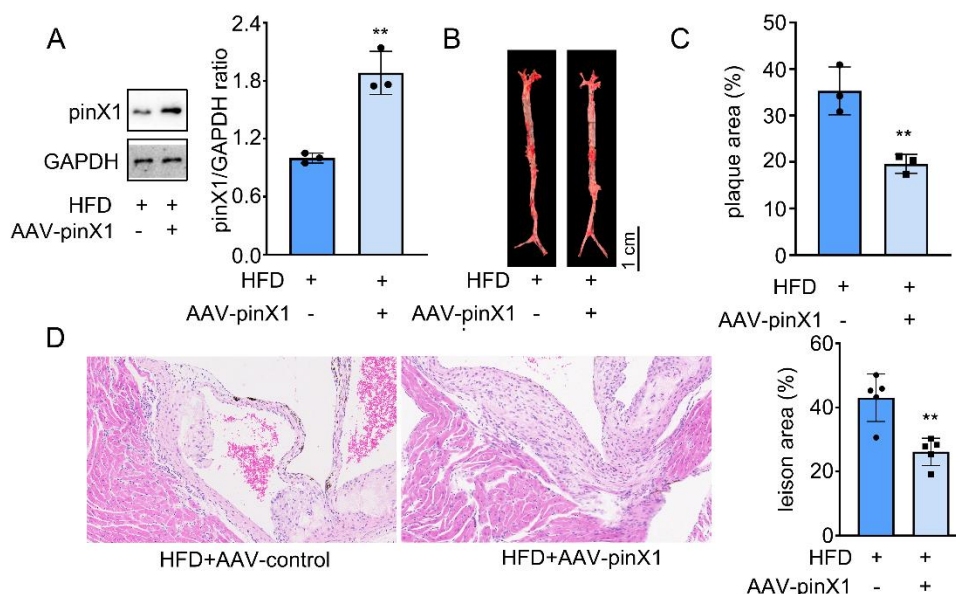 A
pinX1
GAPDH
HFD + +
AAV-pinX1 - +
pinX1/GAPDH ratio
2.4
1.8
1.2
0.6
0.0
**
HFD + +
AAV-pinX1 - +
B
1 cm
HFD + +
AAV-pinX1 - +
C
plaque area (%)
50
40
30
20
10
0
**
HFD + +
AAV-pinX1 - +
D
HFD+AAV-control
HFD+AAV-pinX1
leison area (%)
60
40
20
0
**
HFD + +
AAV-pinX1 - +